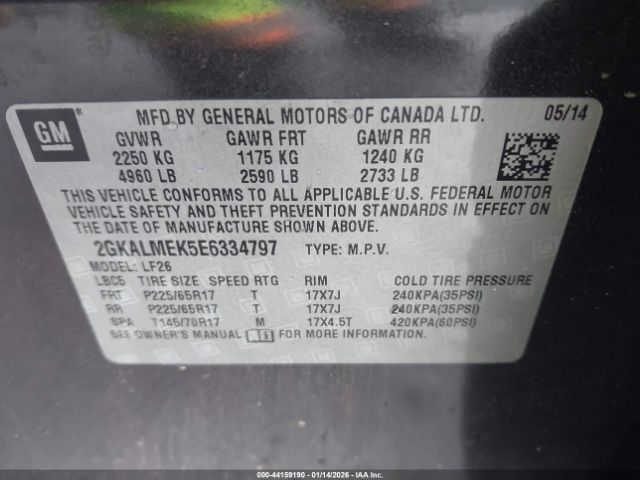 GM
MFD BY GENERAL MOTORS OF CANADA LTD. 05/14
GVWR GAWR FRT GAWR RR
2250 KG 1175 KG 1240 KG
4960 LB 2590 LB 2733 LB
THIS VEHICLE CONFORMS TO ALL APPLICABLE U.S. FEDERAL MOTOR
VEHICLE SAFETY AND THEFT PREVENTION STANDARDS IN EFFECT ON
THE DATE OF MANUFACTURE SHOWN ABOVE.
2GKALMEK5E6334797 TYPE: M.P.V.
MODEL: LF26
LBC5 TIRE SIZE SPEED RTG RIM COLD TIRE PRESSURE
FRT P225/65R17 T 17X7J 240KPA(35PSI)
RR P225/65R17 T 17X7J 240KPA(35PSI)
SPA T145/70R17 M 17X4.5T 420KPA(60PSI)
SEE OWNER'S MANUAL FOR MORE INFORMATION.
000-44159190 - 01/14/2026 - IAAI.CA